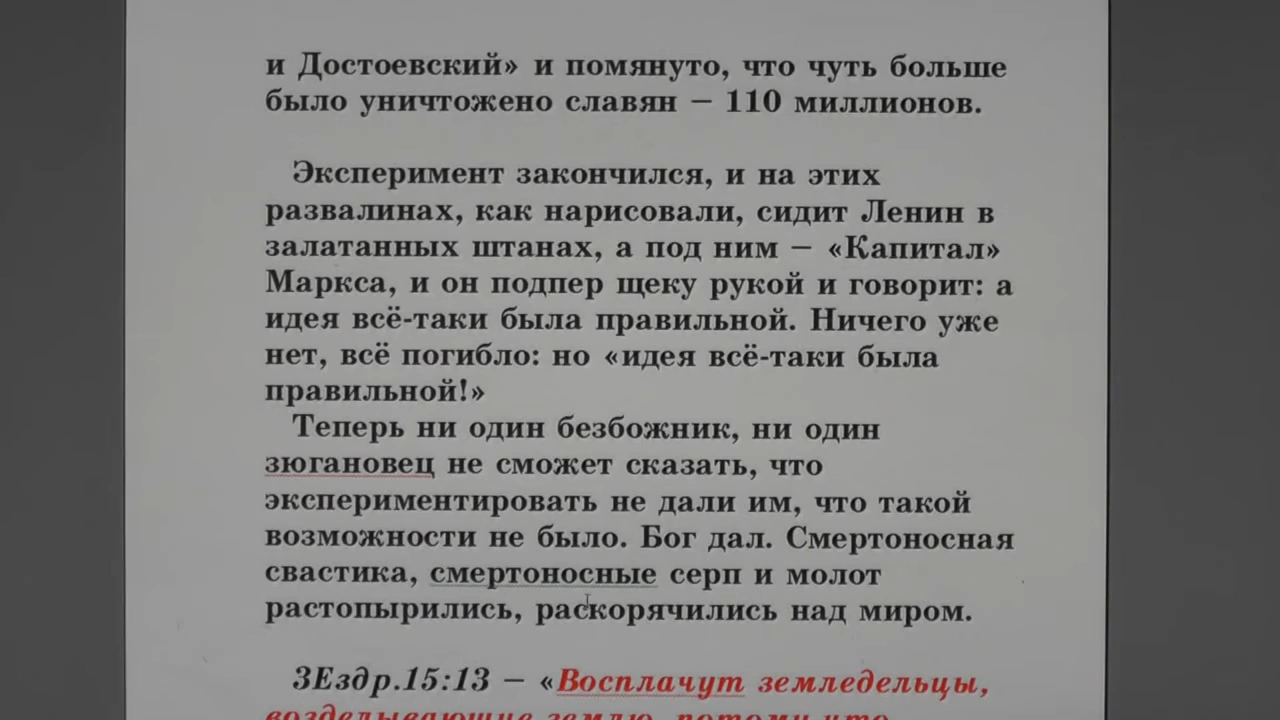 и Достоевский» и помянуто, что чуть больше
было уничтожено славян – 110 миллионов.
Эксперимент закончился, и на этих
развалинах, как нарисовали, сидит Ленин в
залатанных штанах, а под ним – «Капитал»
Маркса, и он подпер щеку рукой и говорит: а
идея всё-таки была правильной. Ничего уже
нет, всё погибло: но «идея всё-таки была
правильной!»
Теперь ни один безбожник, ни один
зюгановец не сможет сказать, что
экспериментировать не дали им, что такой
возможности не было. Бог дал. Смертоносная
свастика, смертоносные серп и молот
растопырились, раскорячились над миром.
3Ездр.15:13 – «Восплачут земледельцы,
возделывающие землю, потому что